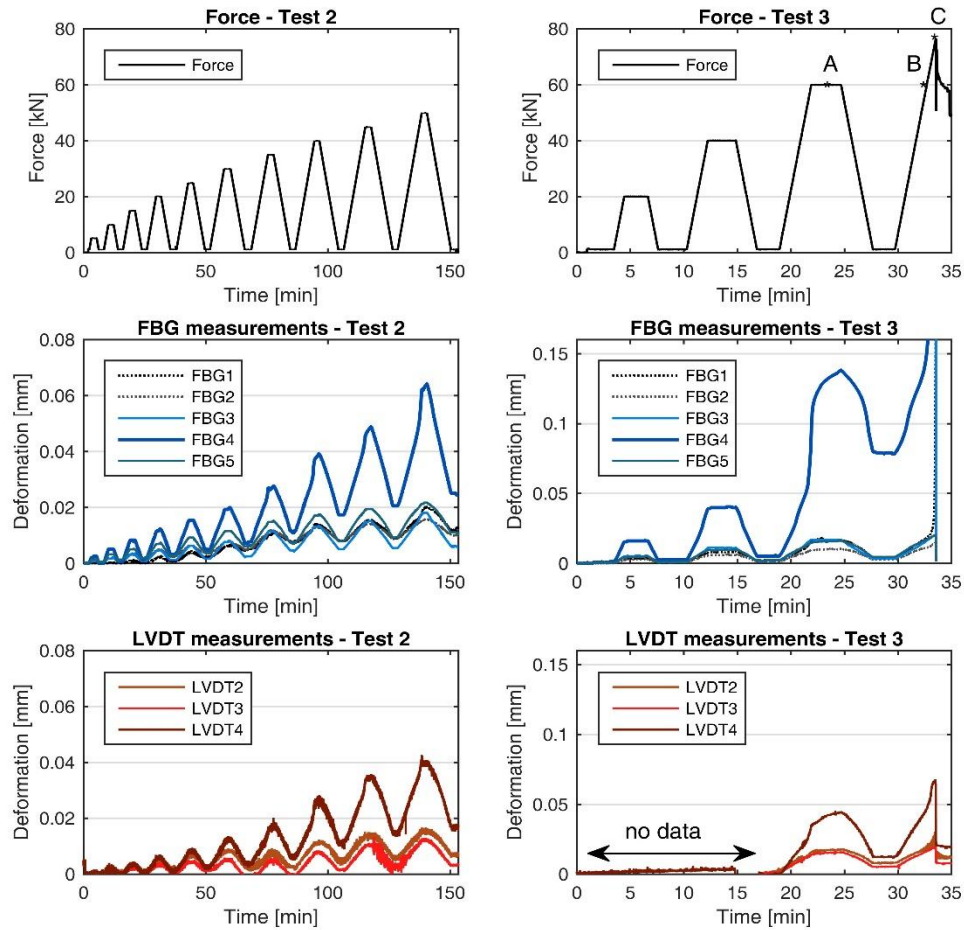 Force - Test 2
80
60
40
20
0
Force [kN]
Force
0 50 100 150
Time [min]
Force - Test 3
80
60
40
20
0
Force [kN]
Force
A
B
C
* * *
0 5 10 15 20 25 30 35
Time [min]
FBG measurements - Test 2
0.08
0.06
0.04
0.02
0
Deformation [mm]
FBG1
FBG2
FBG3
FBG4
FBG5
0 50 100 150
Time [min]
FBG measurements - Test 3
0.15
0.1
0.05
0
Deformation [mm]
FBG1
FBG2
FBG3
FBG4
FBG5
0 5 10 15 20 25 30 35
Time [min]
LVDT measurements - Test 2
0.08
0.06
0.04
0.02
0
Deformation [mm]
LVDT2
LVDT3
LVDT4
0 50 100 150
Time [min]
LVDT measurements - Test 3
0.15
0.1
0.05
0
Deformation [mm]
LVDT2
LVDT3
LVDT4
no data
0 5 10 15 20 25 30 35
Time [min]